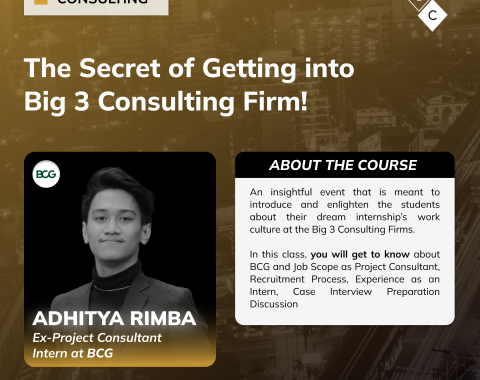 CONSULTING
C
The Secret of Getting into
Big 3 Consulting Firm!
BCG
ADHITYA RIMBA
Ex-Project Consultant
Intern at BCG
ABOUT THE COURSE
An insightful event that is meant to
introduce and enlighten the students
about their dream internship's work
culture at the Big 3 Consulting Firms.
In this class, you will get to know about
BCG and Job Scope as Project Consultant,
Recruitment Process, Experience as an
Intern, Case Interview Preparation
Discussion